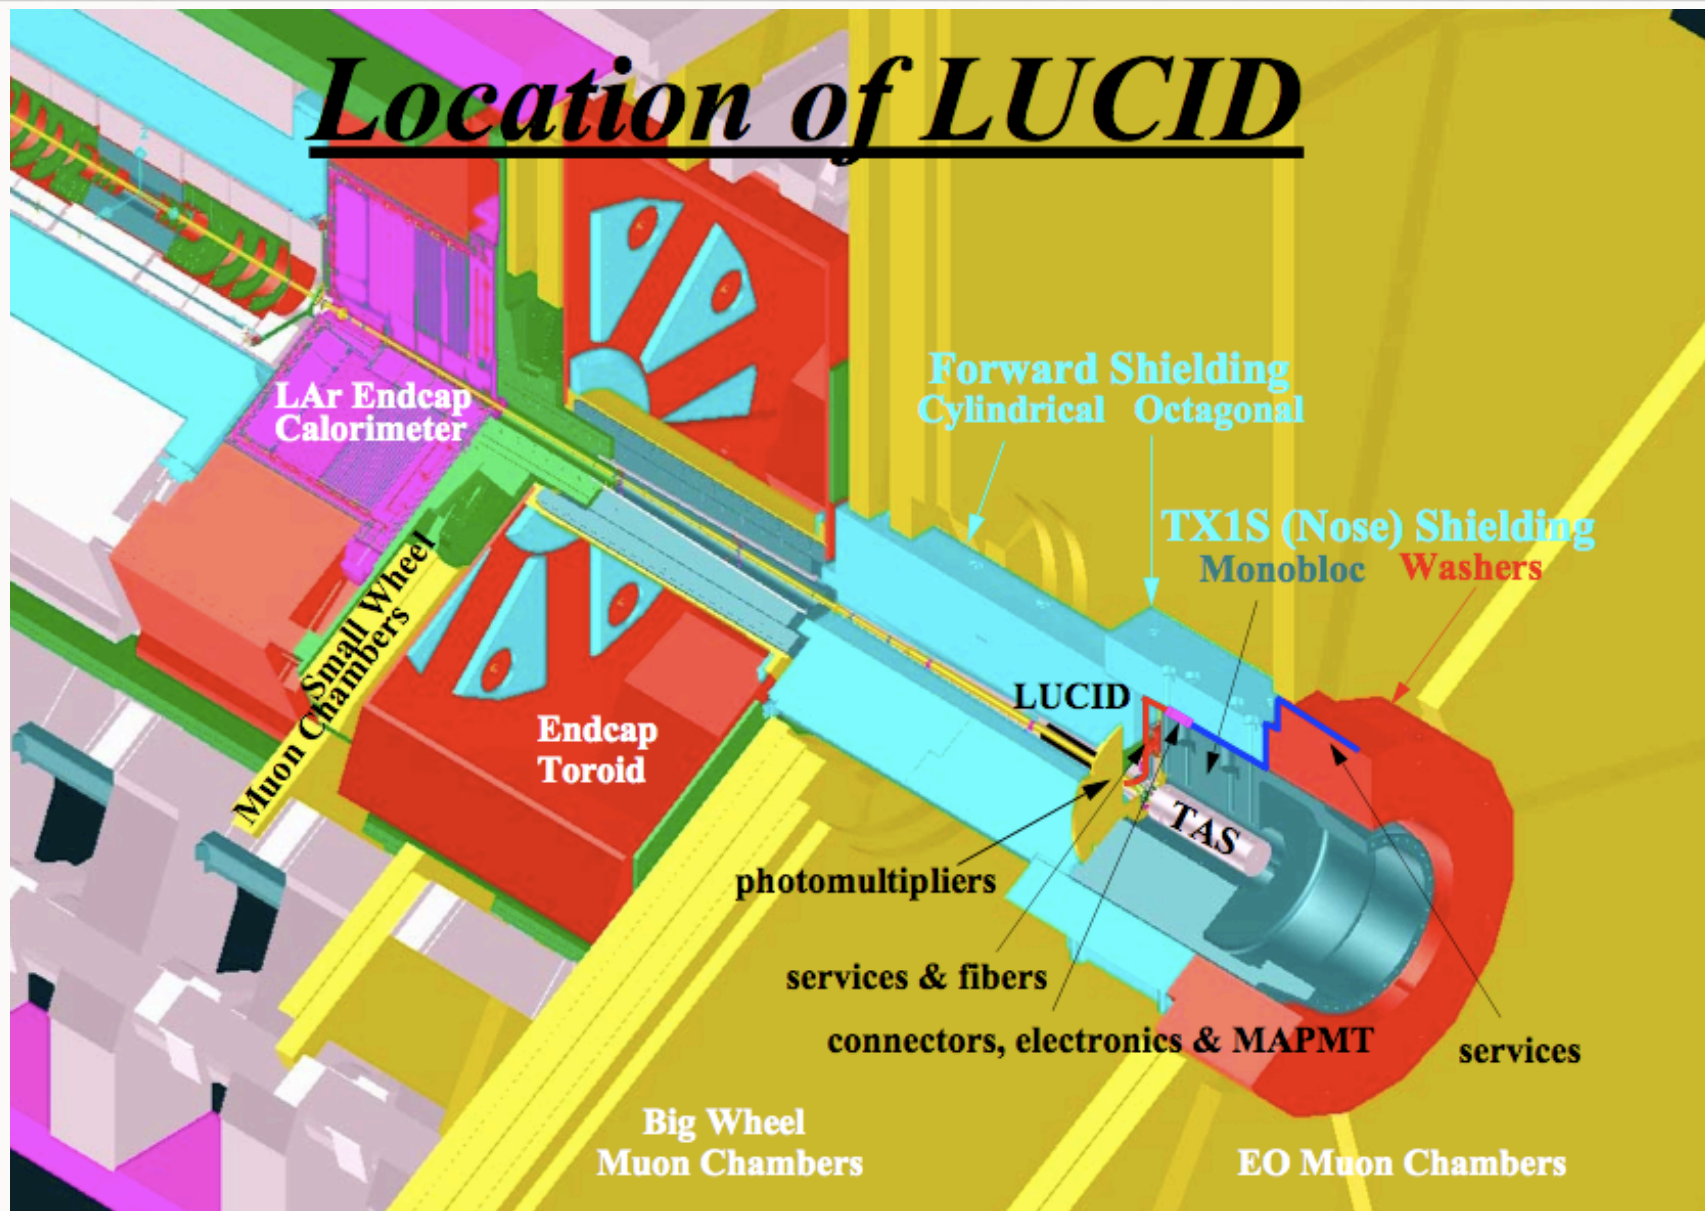 Location of LUCID
Forward Shielding
Cylindrical Octagonal
LAr Endcap
Calorimeter
TX1S (Nose) Shielding
Monobloc Washers
Small Wheel
Muon Chambers
LUCID
Endcap
Toroid
TAS
photomultipliers
services & fibers
connectors, electronics & MAPMT
services
Big Wheel
Muon Chambers
EO Muon Chambers